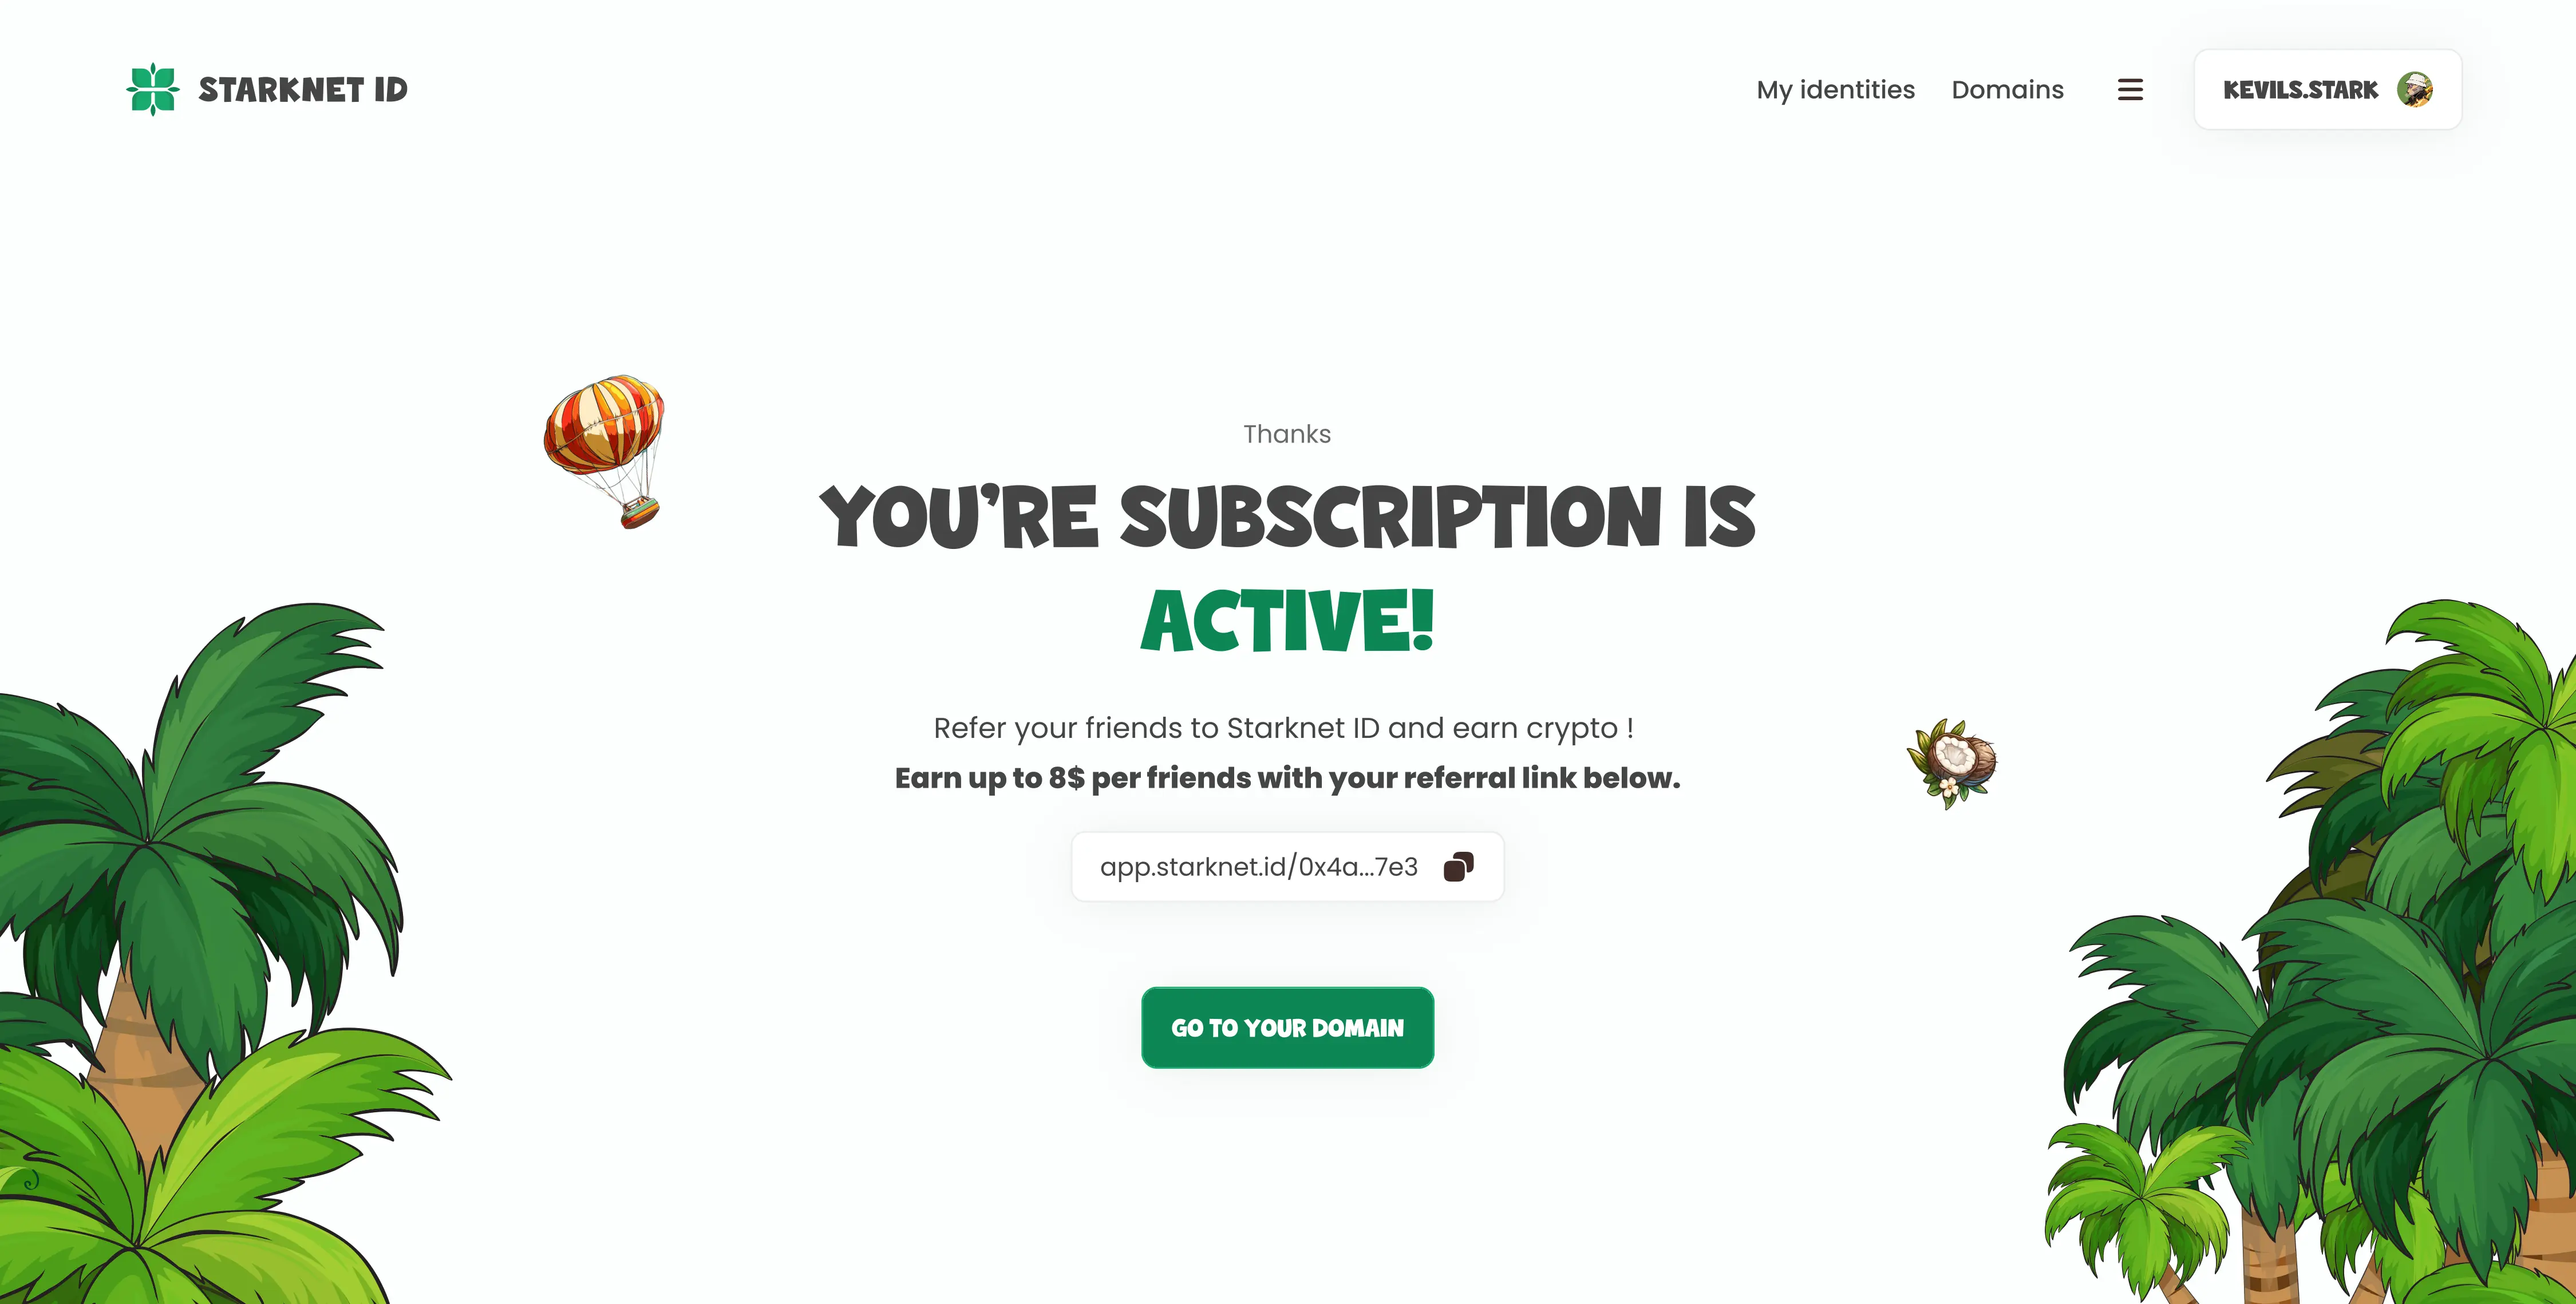 STARKNET ID
My identities
Domains
KEVILS.STARK
Thanks
YOU'RE SUBSCRIPTION IS
ACTIVE!
Refer your friends to Starknet ID and earn crypto !
Earn up to 8$ per friends with your referral link below.
app.starknet.id/0x4a...7e3
GO TO YOUR DOMAIN